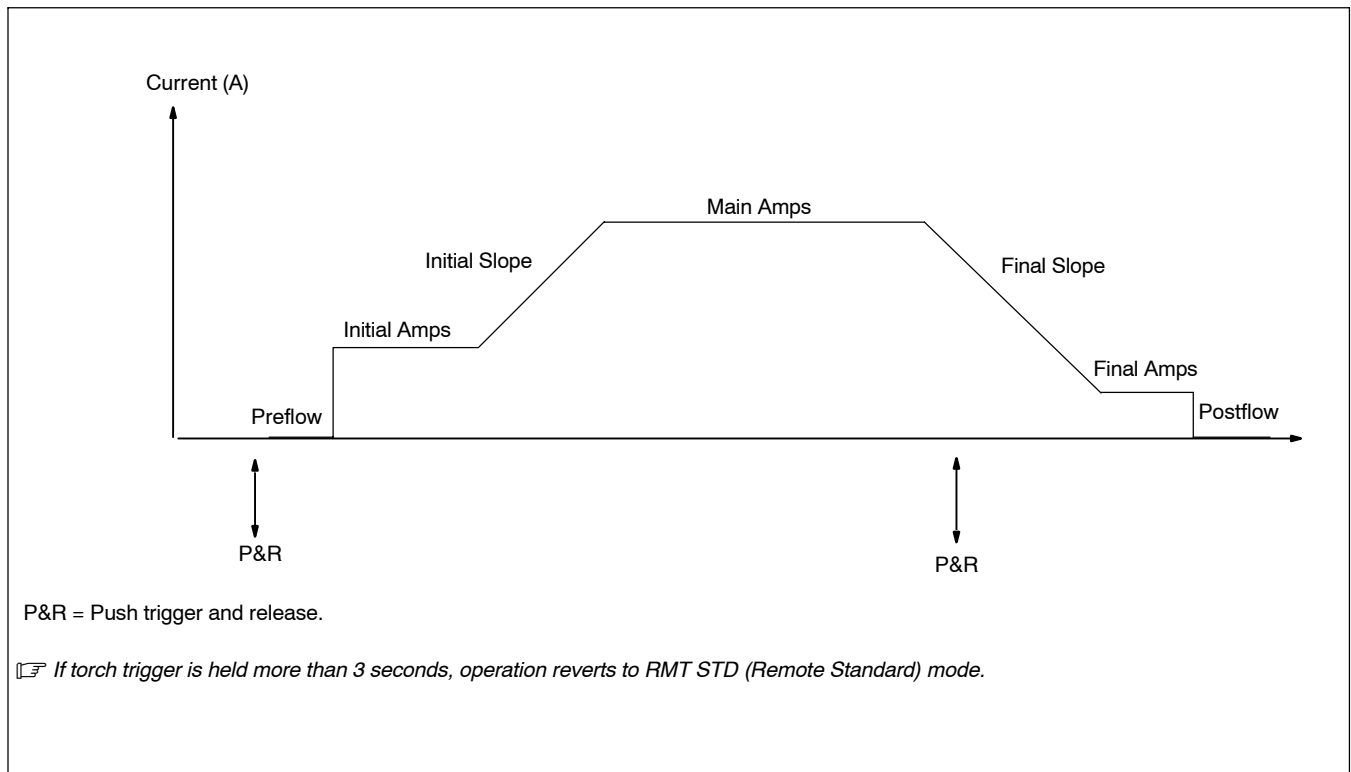 Current (A)
Main Amps
Initial Slope
Final Slope
Initial Amps
Final Amps
Preflow
Postflow
P&R
P&R
P&R = Push trigger and release.
If torch trigger is held more than 3 seconds, operation reverts to RMT STD (Remote Standard) mode.